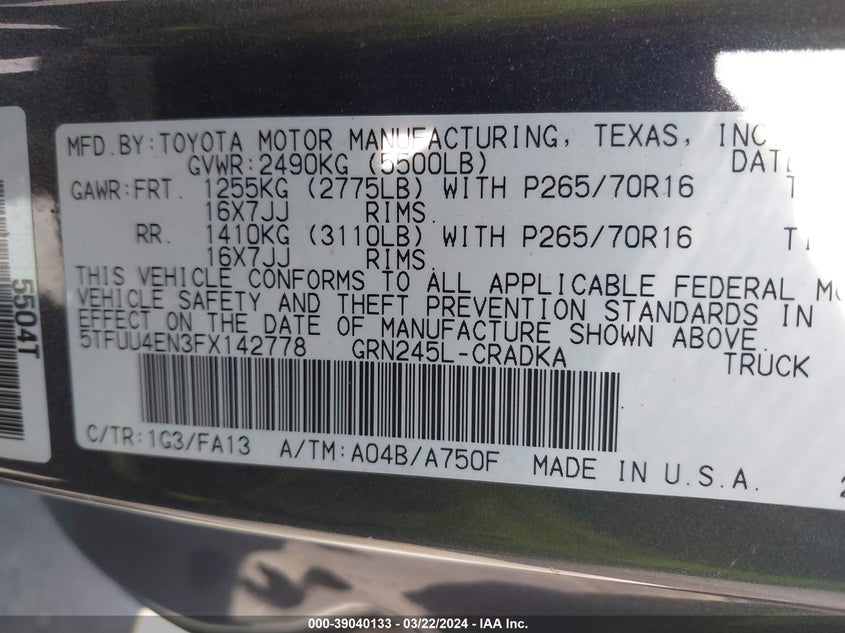 MFD. BY: TOYOTA MOTOR MANUFACTURING, TEXAS, INC
GVWR: 2490KG (5500LB)
GAWR: FRT. 1255KG (2775LB) WITH P265/70R16
16X7JJ RIMS.
RR. 1410KG (3110LB) WITH P265/70R16
16X7JJ RIMS.
THIS VEHICLE CONFORMS TO ALL APPLICABLE FEDERAL
VEHICLE SAFETY AND THEFT PREVENTION STANDARDS IN
EFFECT ON THE DATE OF MANUFACTURE SHOWN ABOVE.
5TFUU4EN3FX142778 GRN245L-CRADKA TRUCK
C/TR: 1G3/FA13 A/TM: A04B/A750F MADE IN U.S.A.
5504T
000-39040133 - 03/22/2024 - IAA Inc.